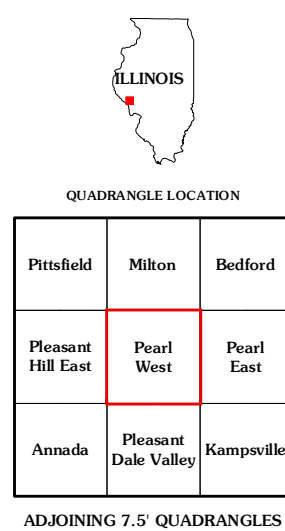 ILLINOIS
QUADRANGLE LOCATION
Pittsfield
Milton
Bedford
Pleasant
Hill East
Pearl
West
Pearl
East
Annada
Pleasant
Dale Valley
Kampsville
ADJOINING 7.5' QUADRANGLES